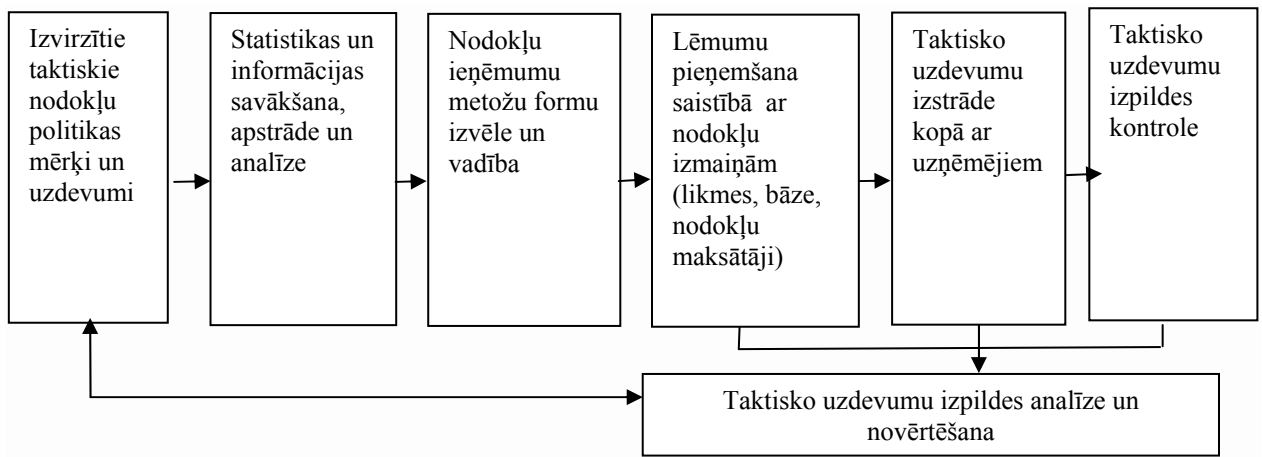 Izvirzītie
taktiskie
nodokļu
politikas
mērķi un
uzdevumi
Statistikas un
informācijas
savākšana,
apstrāde un
analīze
Nodokļu
ieņēmumu
metožu formu
izvēle un
vadība
Lēmumu
pieņemšana
saistībā ar
nodokļu
izmaiņām
(likmes, bāze,
nodokļu
maksātāji)
Taktisko
uzdevumu
izstrāde
kopā ar
uzņēmējiem
Taktisko
uzdevumu
izpildes
kontrole
Taktisko uzdevumu izpildes analīze un
novērtēšana